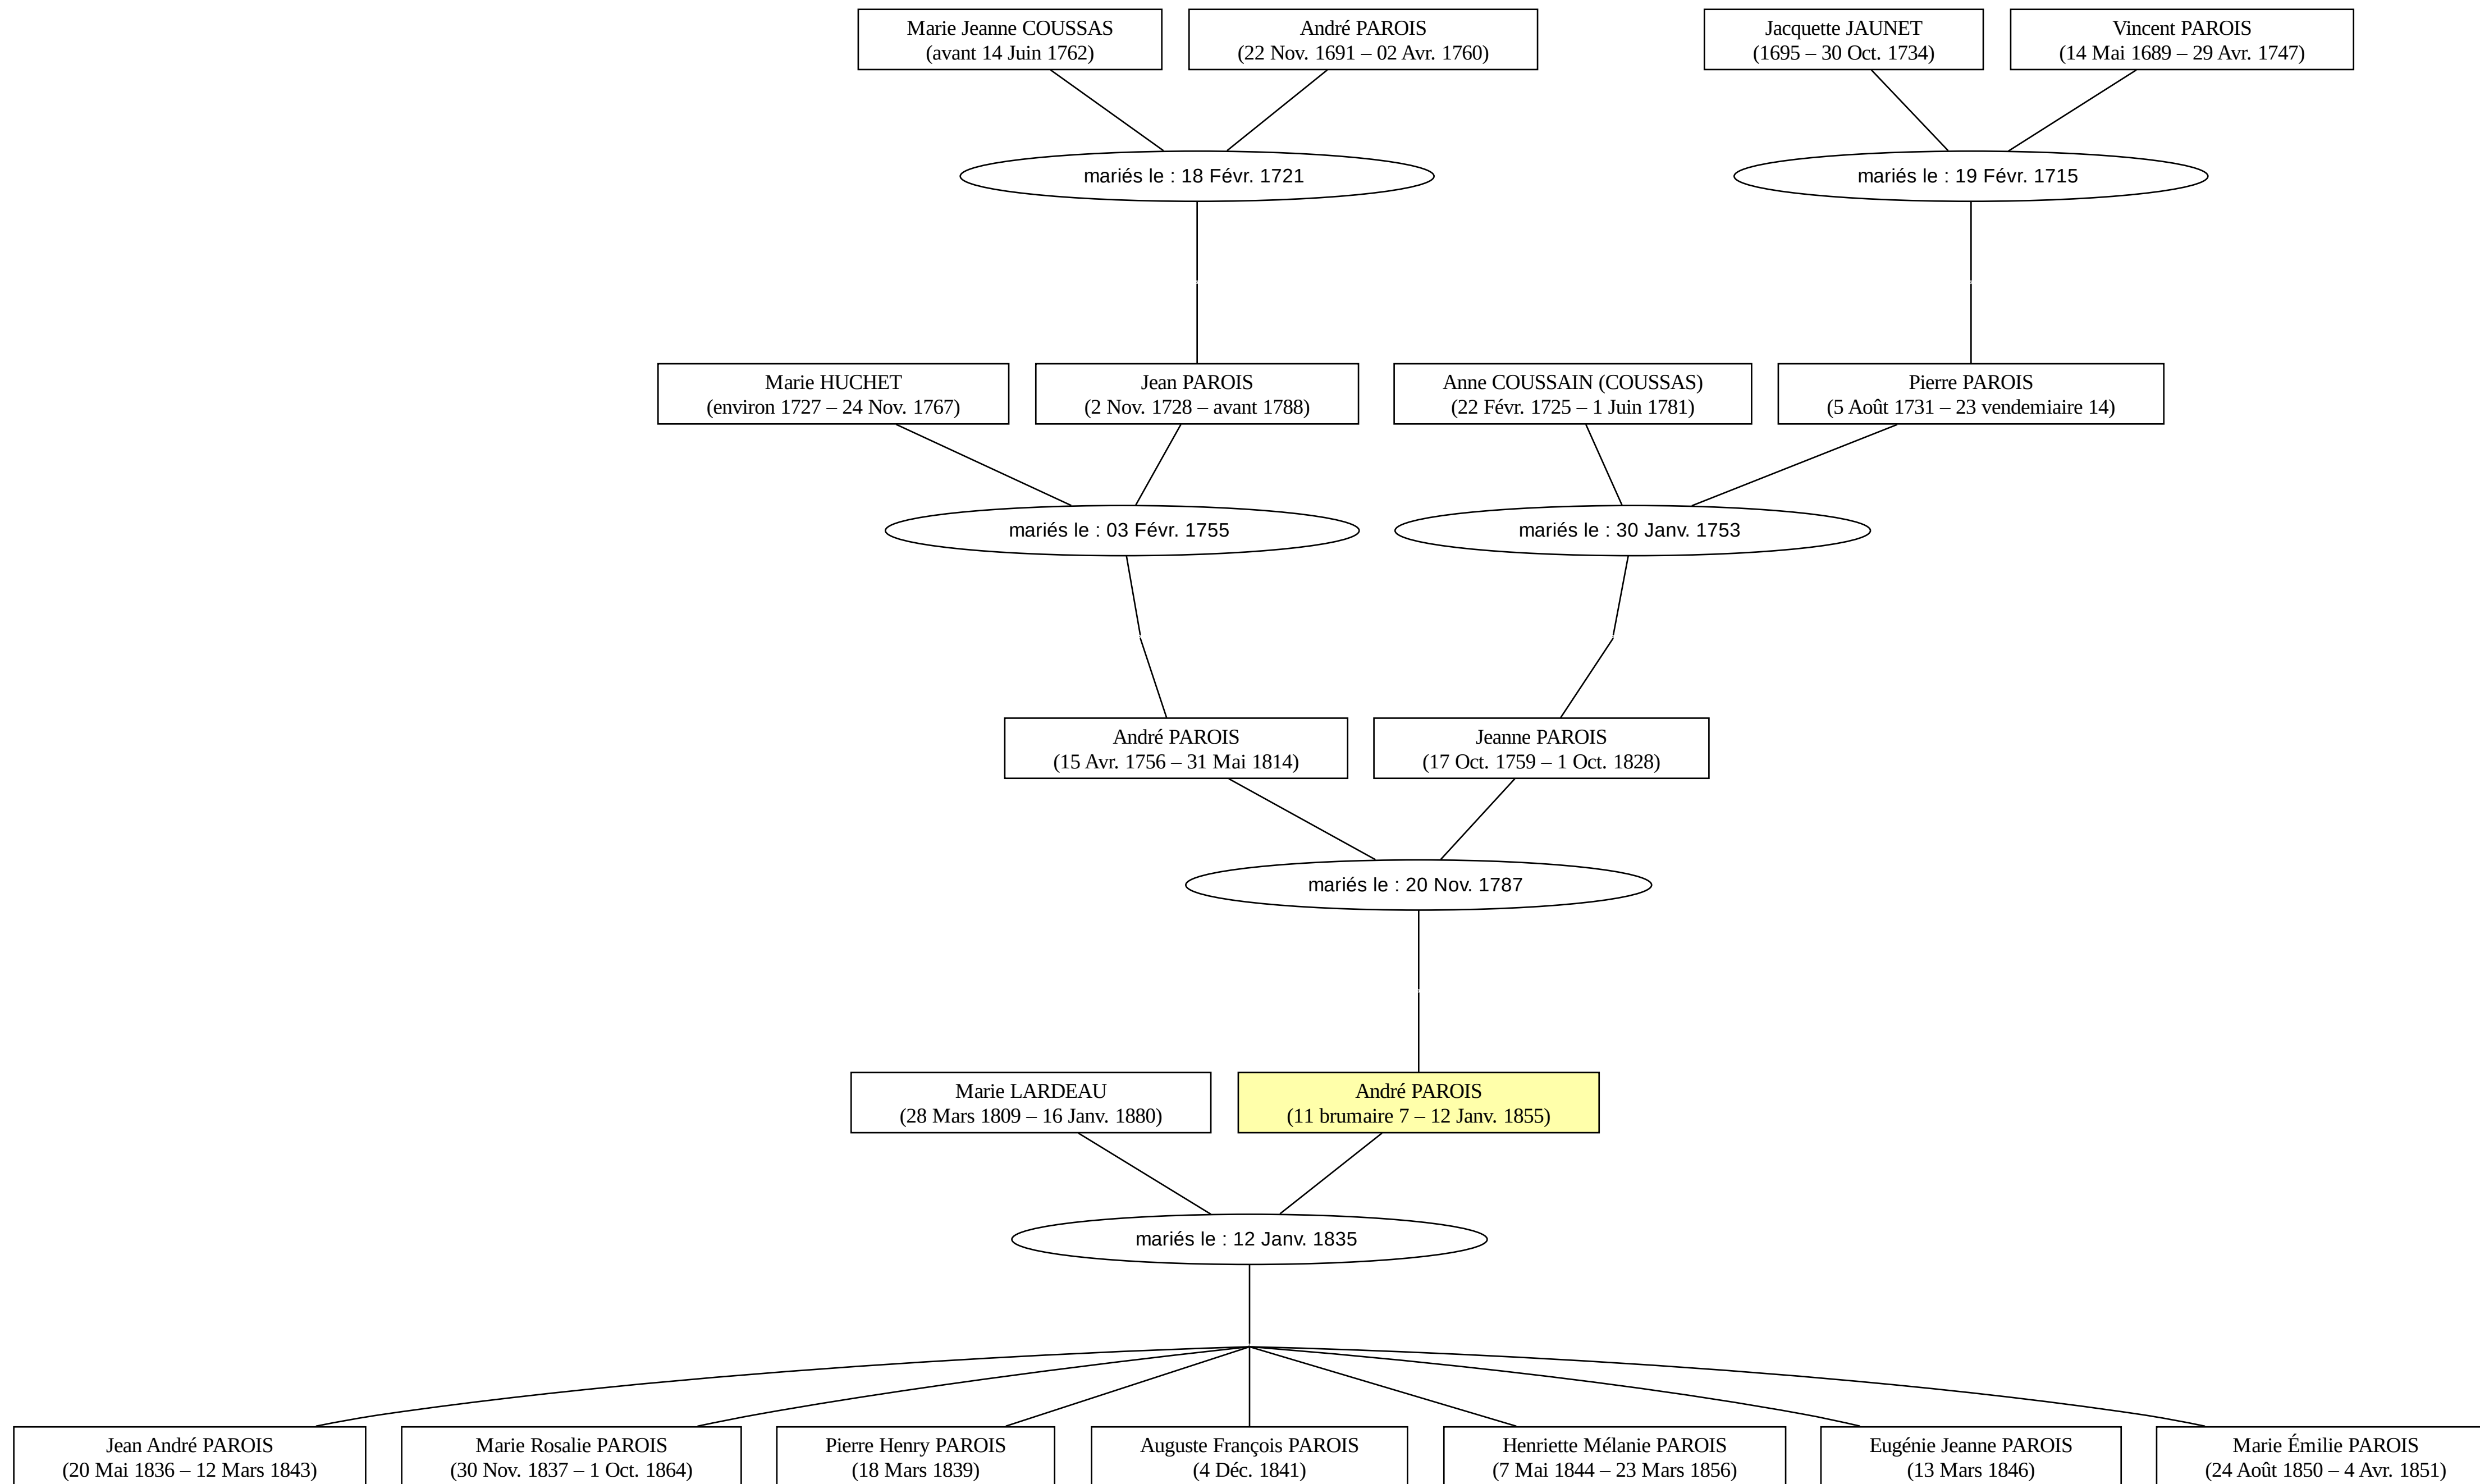 Marie Jeanne COUSSAS
(avant 14 Juin 1762)
André PAROIS
(22 Nov. 1691 – 02 Avr. 1760)
Jacquette JAUNET
(1695 – 30 Oct. 1734)
Vincent PAROIS
(14 Mai 1689 – 29 Avr. 1747)
mariés le : 18 Févr. 1721
mariés le : 19 Févr. 1715
Marie HUCHET
(environ 1727 – 24 Nov. 1767)
Jean PAROIS
(2 Nov. 1728 – avant 1788)
Anne COUSSAIN (COUSSAS)
(22 Févr. 1725 – 1 Juin 1781)
Pierre PAROIS
(5 Août 1731 – 23 vendemiaire 14)
mariés le : 03 Févr. 1755
mariés le : 30 Janv. 1753
André PAROIS
(15 Avr. 1756 – 31 Mai 1814)
Jeanne PAROIS
(17 Oct. 1759 – 1 Oct. 1828)
mariés le : 20 Nov. 1787
Marie LARDEAU
(28 Mars 1809 – 16 Janv. 1880)
André PAROIS
(11 brumaire 7 – 12 Janv. 1855)
mariés le : 12 Janv. 1835
Jean André PAROIS
(20 Mai 1836 – 12 Mars 1843)
Marie Rosalie PAROIS
(30 Nov. 1837 – 1 Oct. 1864)
Pierre Henry PAROIS
(18 Mars 1839)
Auguste François PAROIS
(4 Déc. 1841)
Henriette Mélanie PAROIS
(7 Mai 1844 – 23 Mars 1856)
Eugénie Jeanne PAROIS
(13 Mars 1846)
Marie Émilie PAROIS
(24 Août 1850 – 4 Avr. 1851)